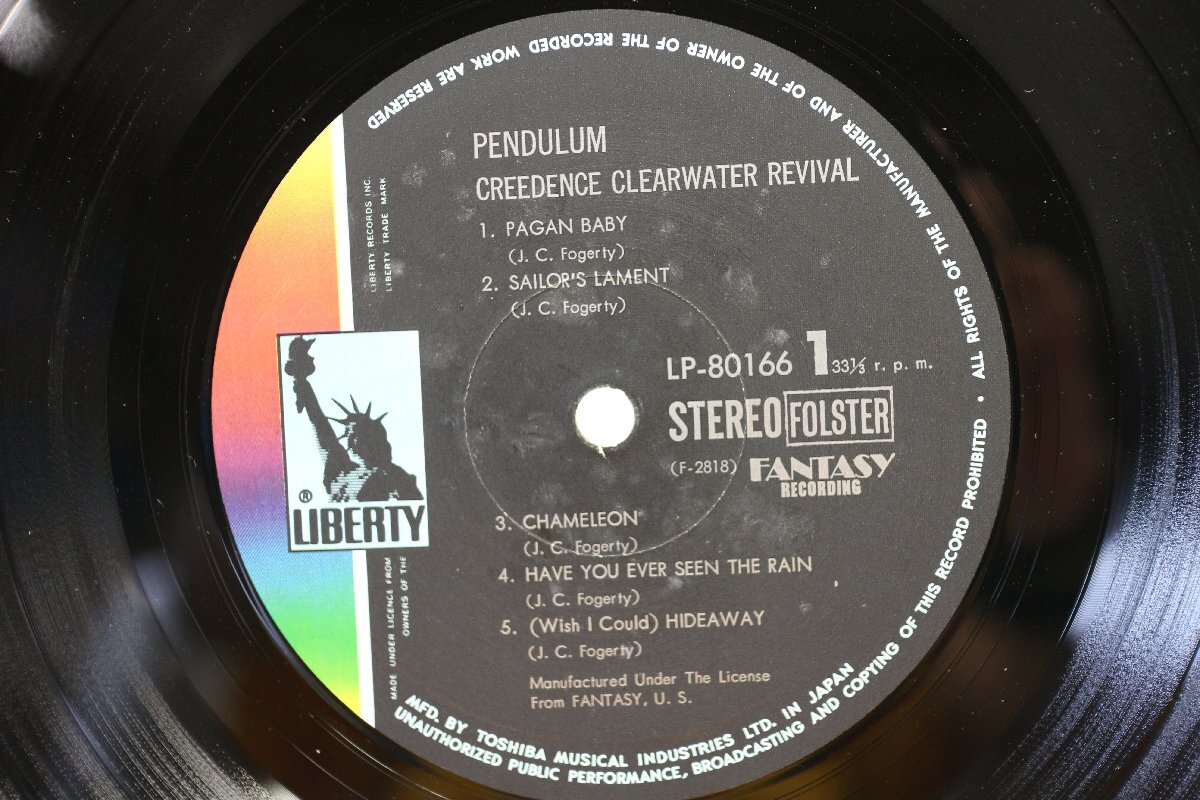 PENDULUM
CREEDENCE CLEARWATER REVIVAL
1. PAGAN BABY
(J. C. Fogerty)
2. SAILOR'S LAMENT
(J. C. Fogerty)
LP-80166 1 33⅓ r. p. m.
STEREO FOLSTER
(F-2818) FANTASY
RECORDING
3. CHAMELEON
(J. C. Fogerty)
4. HAVE YOU EVER SEEN THE RAIN
(J. C. Fogerty)
5. (Wish I Could) HIDEAWAY
(J. C. Fogerty)
Manufactured Under The License
From FANTASY, U. S.
LIBERTY RECORDS INC.
LIBERTY TRADE MARK
® LIBERTY
MADE UNDER LICENCE FROM
OWNERS OF THE
MFD. BY TOSHIBA MUSICAL INDUSTRIES LTD. IN JAPAN
UNAUTHORIZED PUBLIC PERFORMANCE, BROADCASTING AND COPYING OF THIS RECORD PROHIBITED • ALL RIGHTS OF THE MANUFACTURER AND OF THE OWNER OF THE RECORDED WORK ARE RESERVED